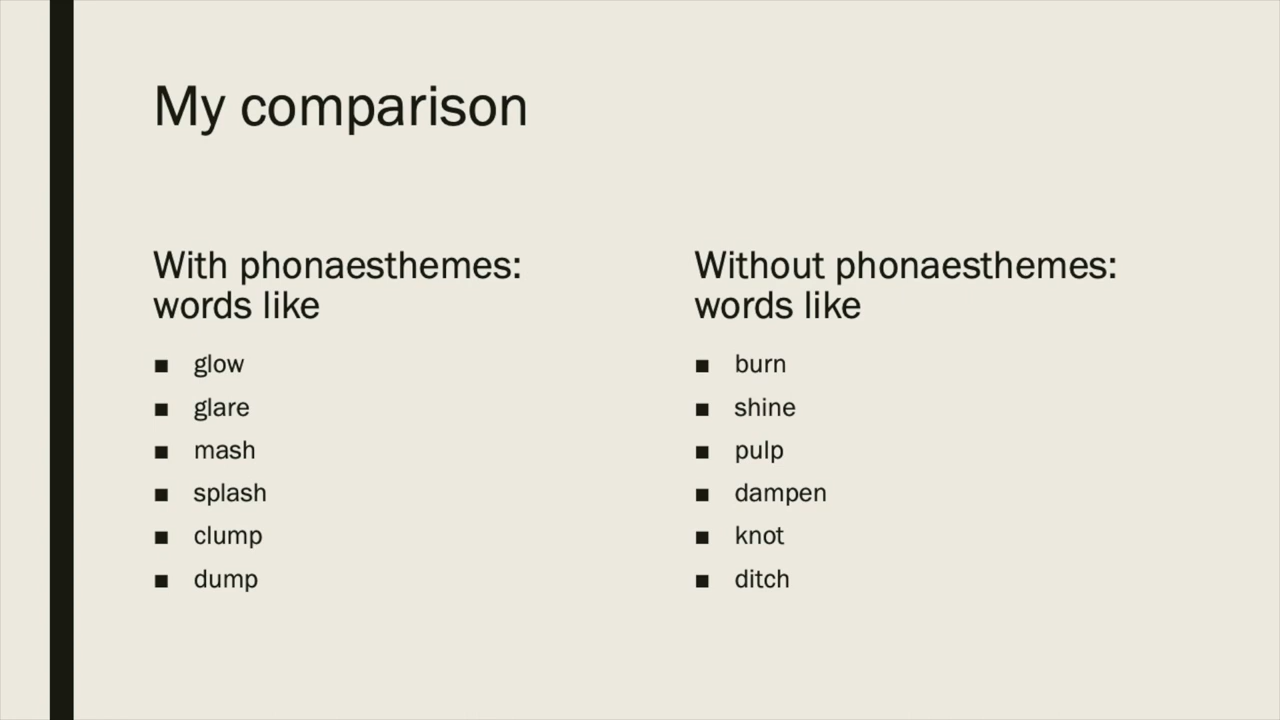 My comparison
With phonaesthemes:
words like
■ glow
■ glare
■ mash
■ splash
■ clump
■ dump
Without phonaesthemes:
words like
■ burn
■ shine
■ pulp
■ dampen
■ knot
■ ditch